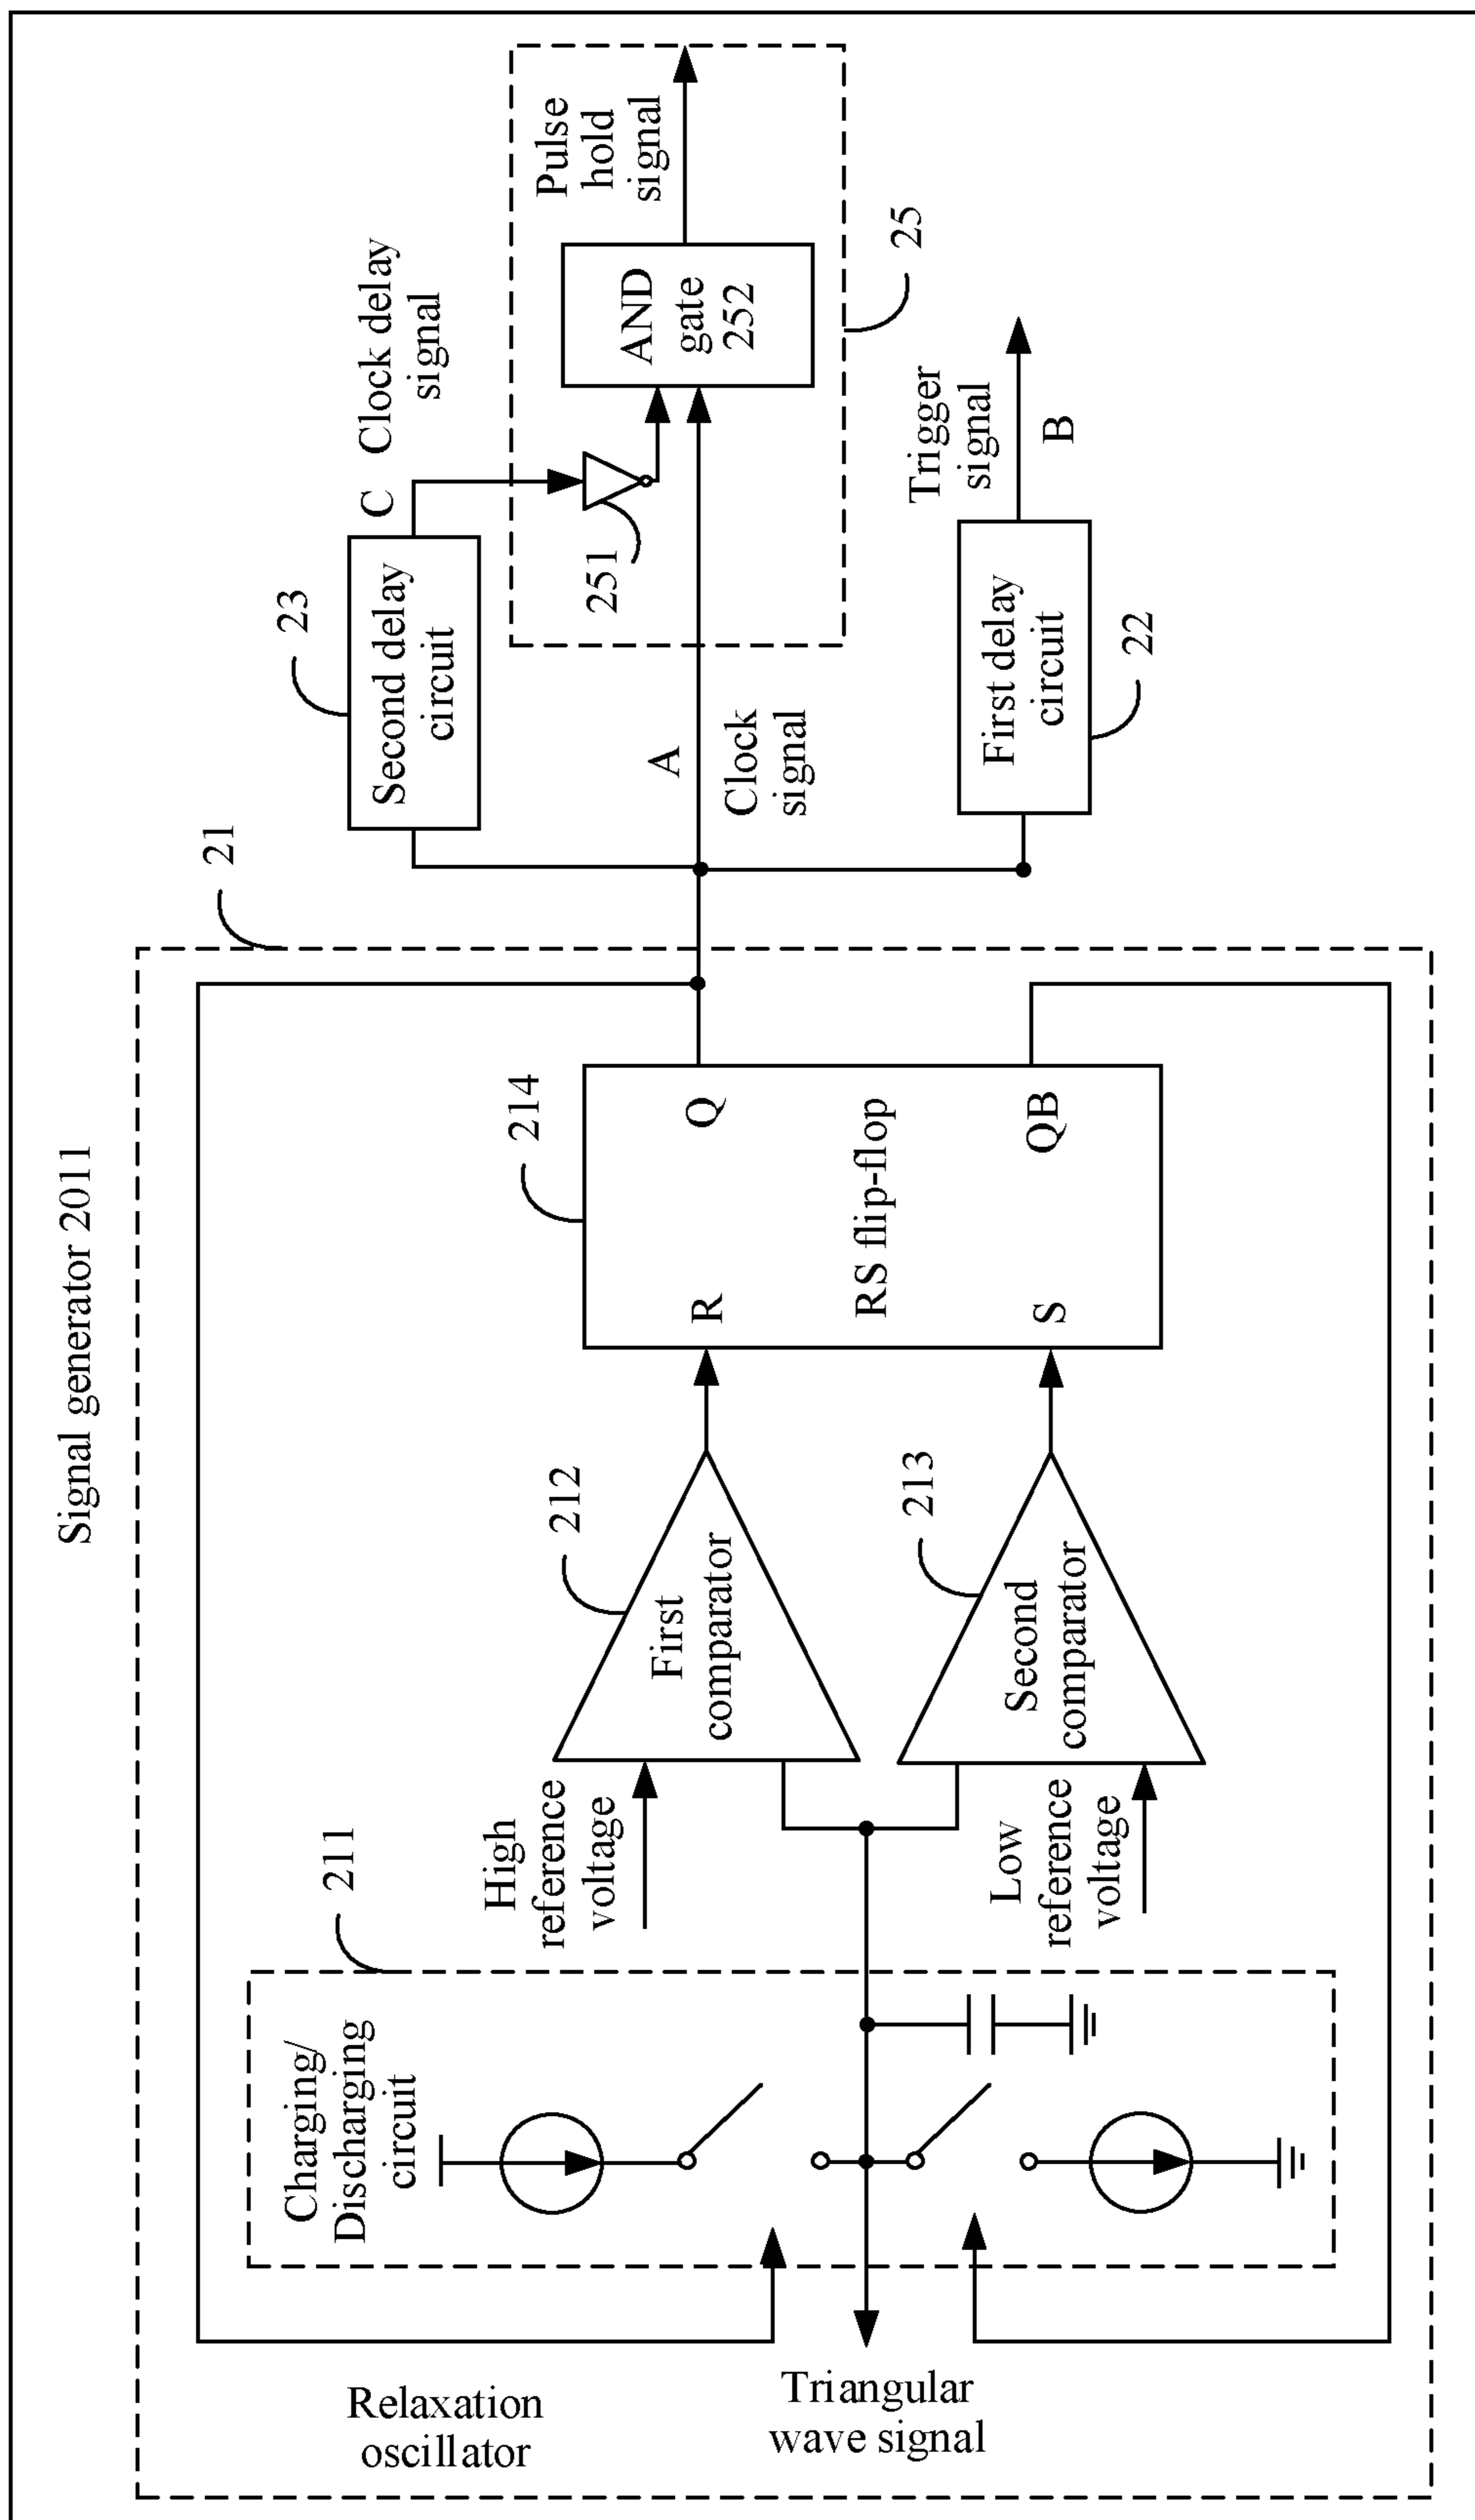 Signal generator 2011
21
Relaxation
oscillator
Charging/
Discharging
circuit
211
Triangular
wave signal
High
reference
voltage
Low
reference
voltage
First
comparator
212
Second
comparator
213
214
R
Q
RS flip-flop
S
QB
23
Second delay
circuit
C
Clock delay
signal
A
Clock
signal
251
AND
gate
252
Pulse
hold
signal
25
First delay
circuit
22
Trigger
signal
B